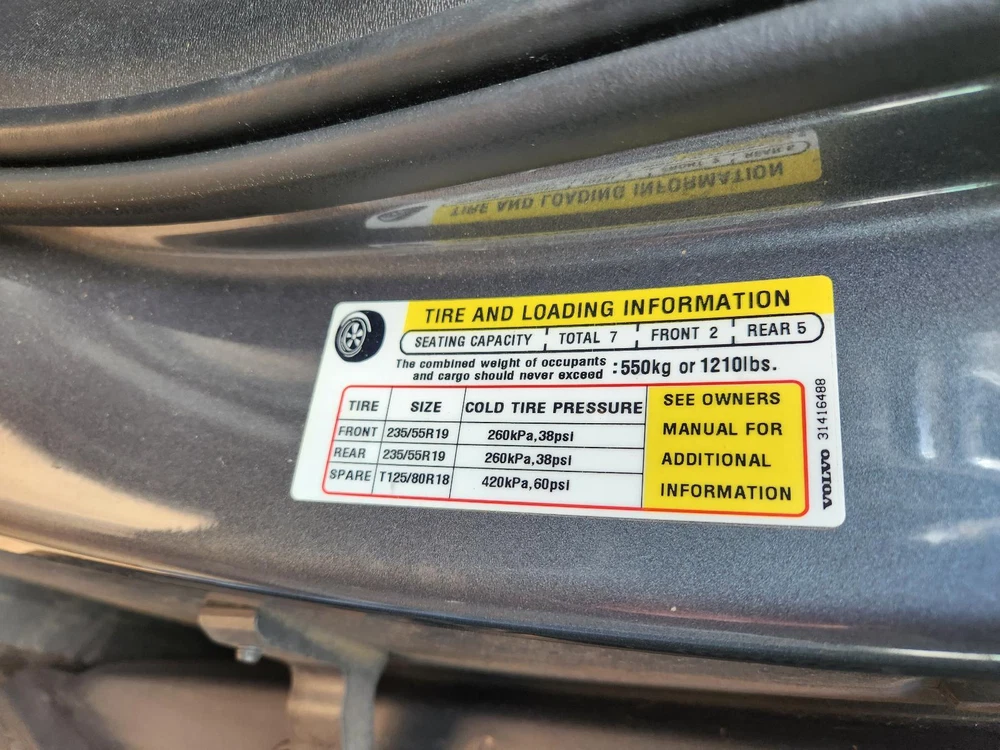 TIRE AND LOADING INFORMATION
TIRE AND LOADING INFORMATION
SEATING CAPACITY TOTAL 7 FRONT 2 REAR 5
The combined weight of occupants and cargo should never exceed :550kg or 1210lbs.
TIRE SIZE COLD TIRE PRESSURE
FRONT 235/55R19 260kPa,38psi
REAR 235/55R19 260kPa,38psi
SPARE T125/80R18 420kPa,60psi
SEE OWNERS
MANUAL FOR
ADDITIONAL
INFORMATION
VOLVO 31416488